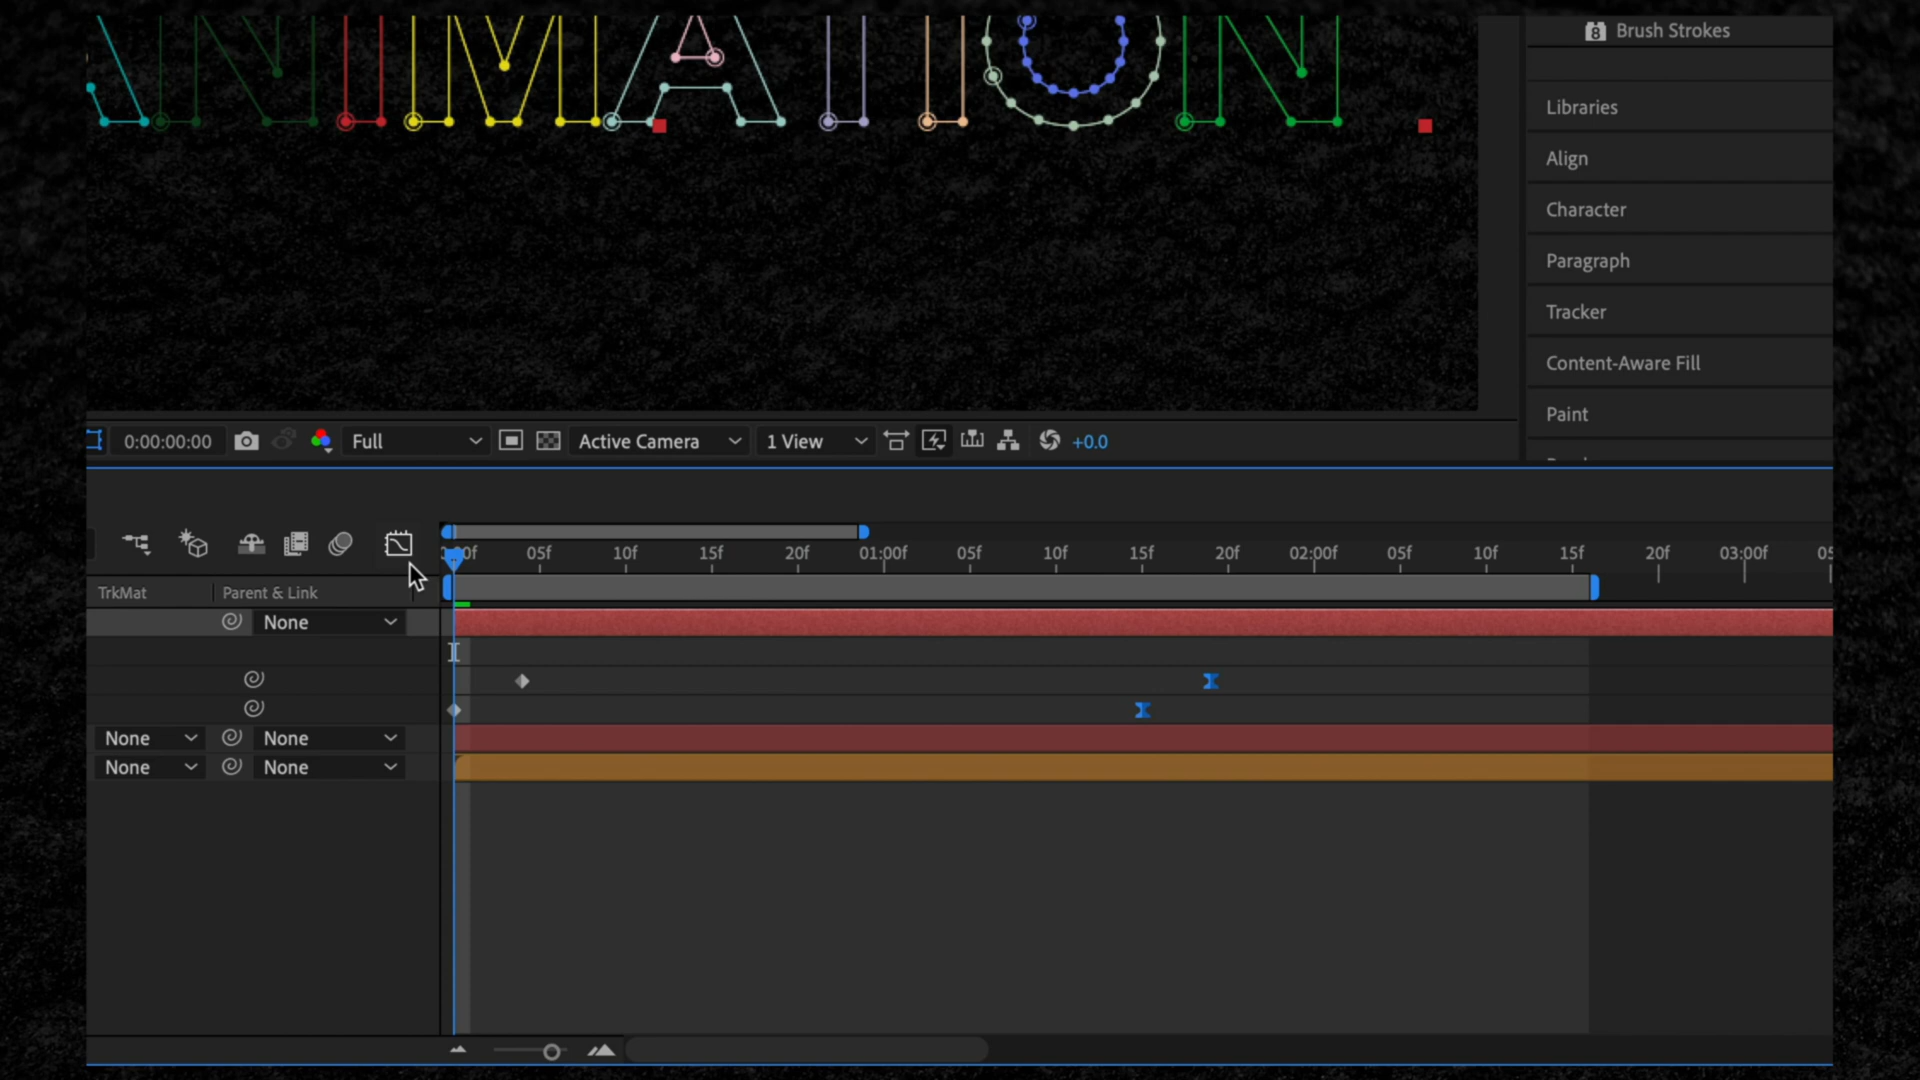 ANIMATION
Brush Strokes
Libraries
Align
Character
Paragraph
Tracker
Content-Aware Fill
Paint
0:00:00:00
Full
Active Camera
1 View
+0.0
05f
10f
15f
20f
01:00f
05f
10f
15f
20f
02:00f
05f
10f
15f
20f
03:00f
TrkMat
Parent & Link
None
None
None
None
None